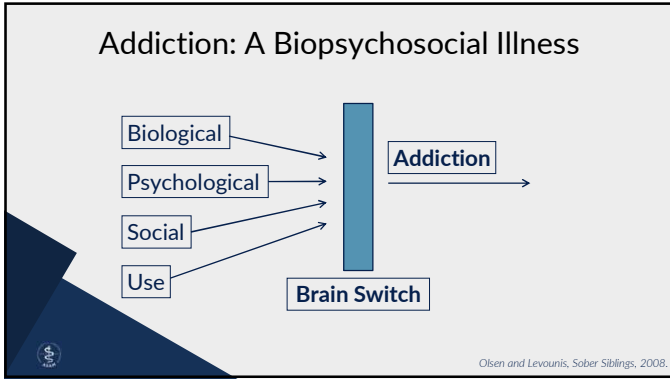 Addiction: A Biopsychosocial Illness
Biological
Psychological
Social
Use
Addiction
Brain Switch
Olsen and Levounis, Sober Siblings, 2008.